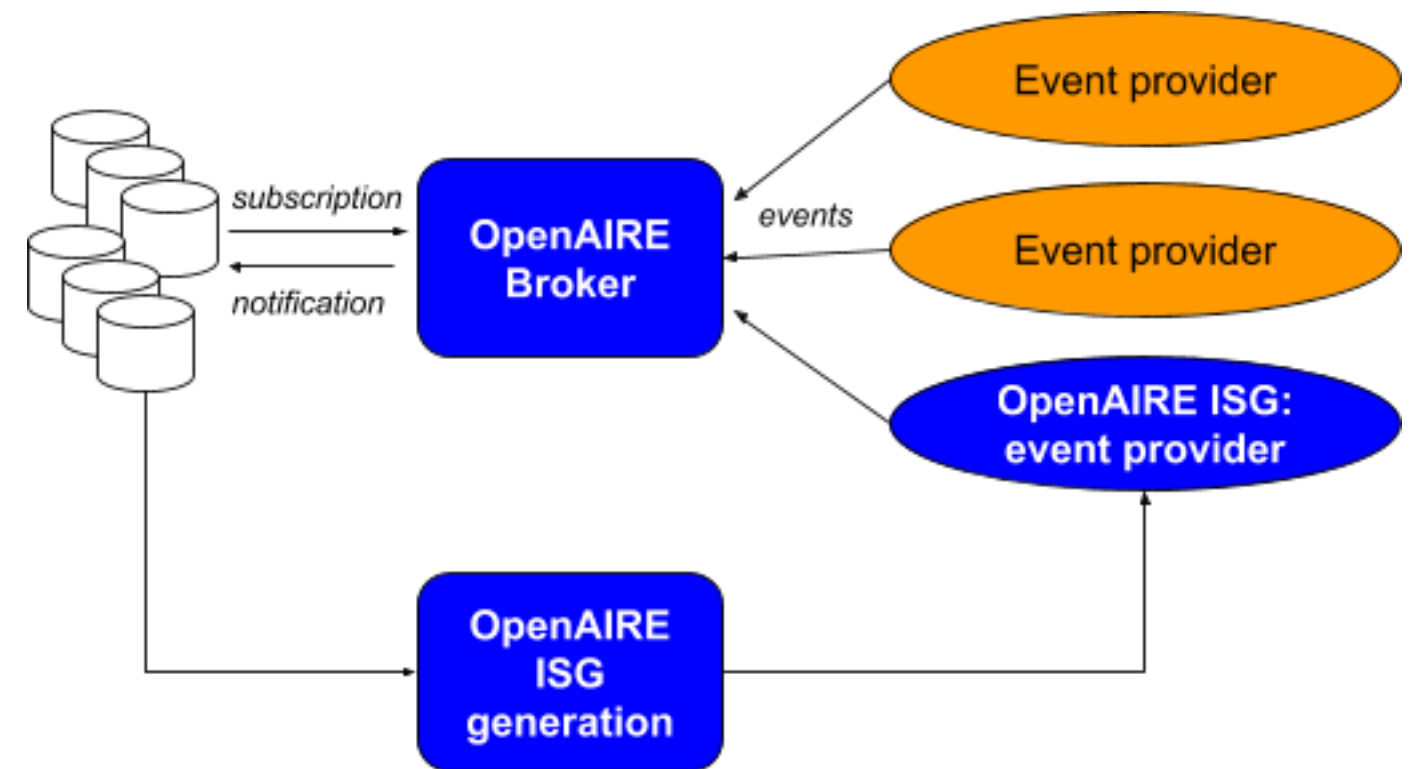 Event provider
subscription
OpenAIRE
Broker
events
Event provider
notification
OpenAIRE ISG:
event provider
OpenAIRE
ISG
generation